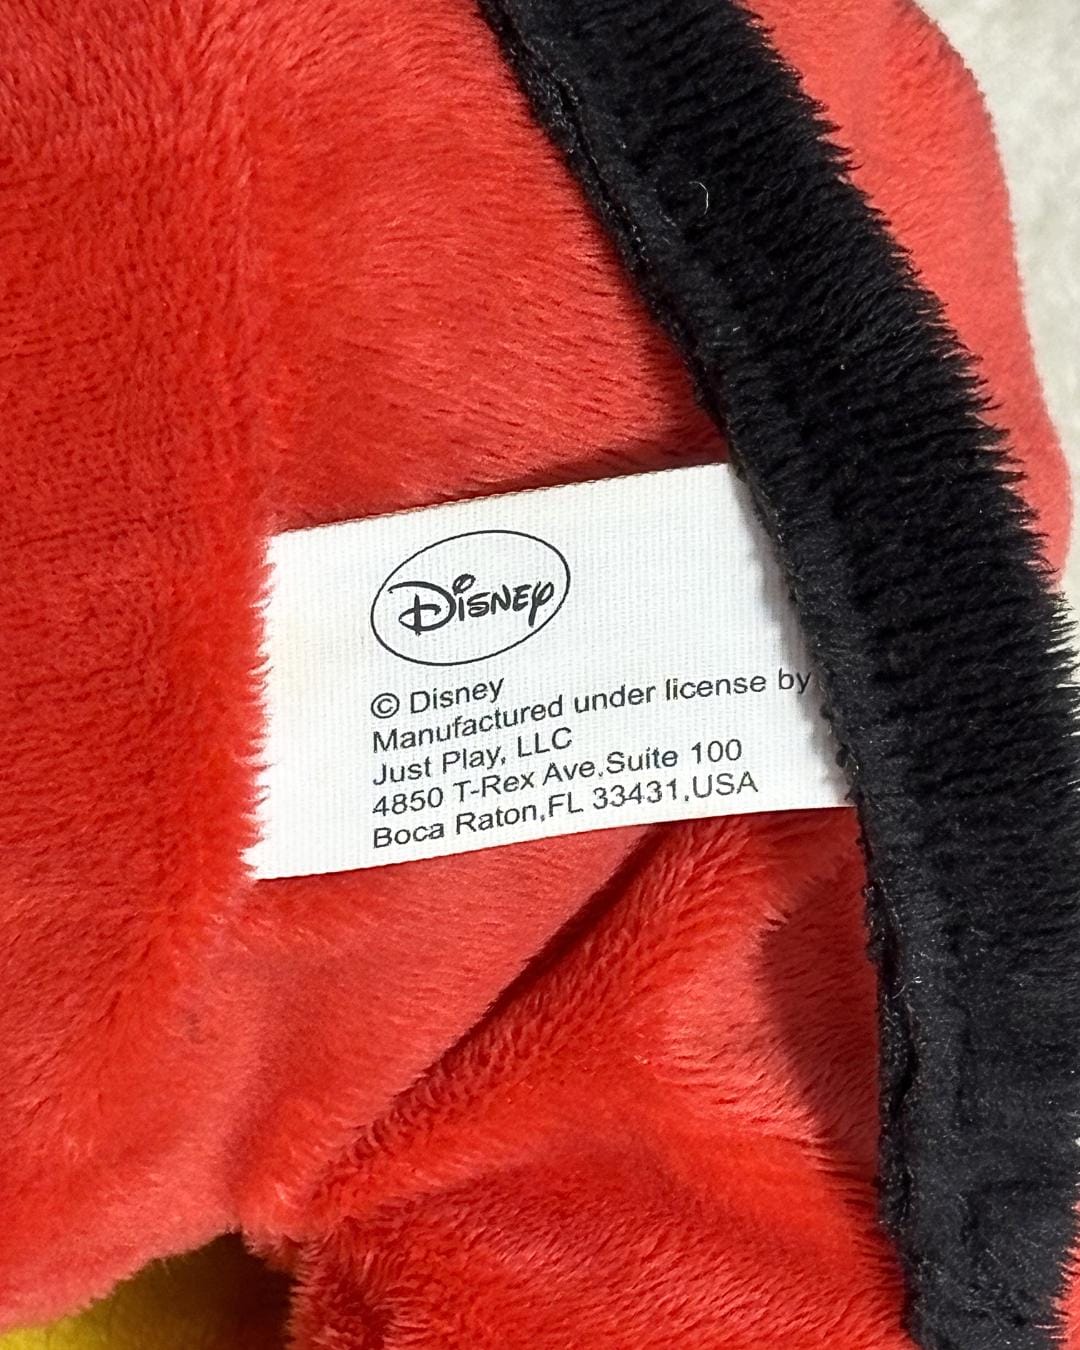 Disney
© Disney
Manufactured under license by
Just Play, LLC
4850 T-Rex Ave.Suite 100
Boca Raton,FL 33431,USA